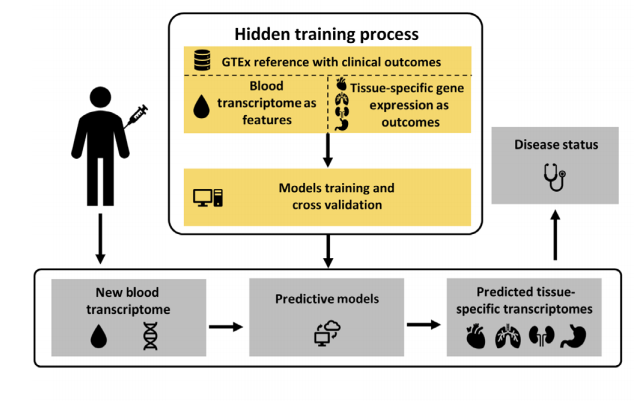 Hidden training process
GTEx reference with clinical outcomes
Blood
transcriptome as
features
Tissue-specific gene
expression as
outcomes
Models training and
cross validation
Disease status
New blood
transcriptome
Predictive models
Predicted tissue-
specific transcriptomes